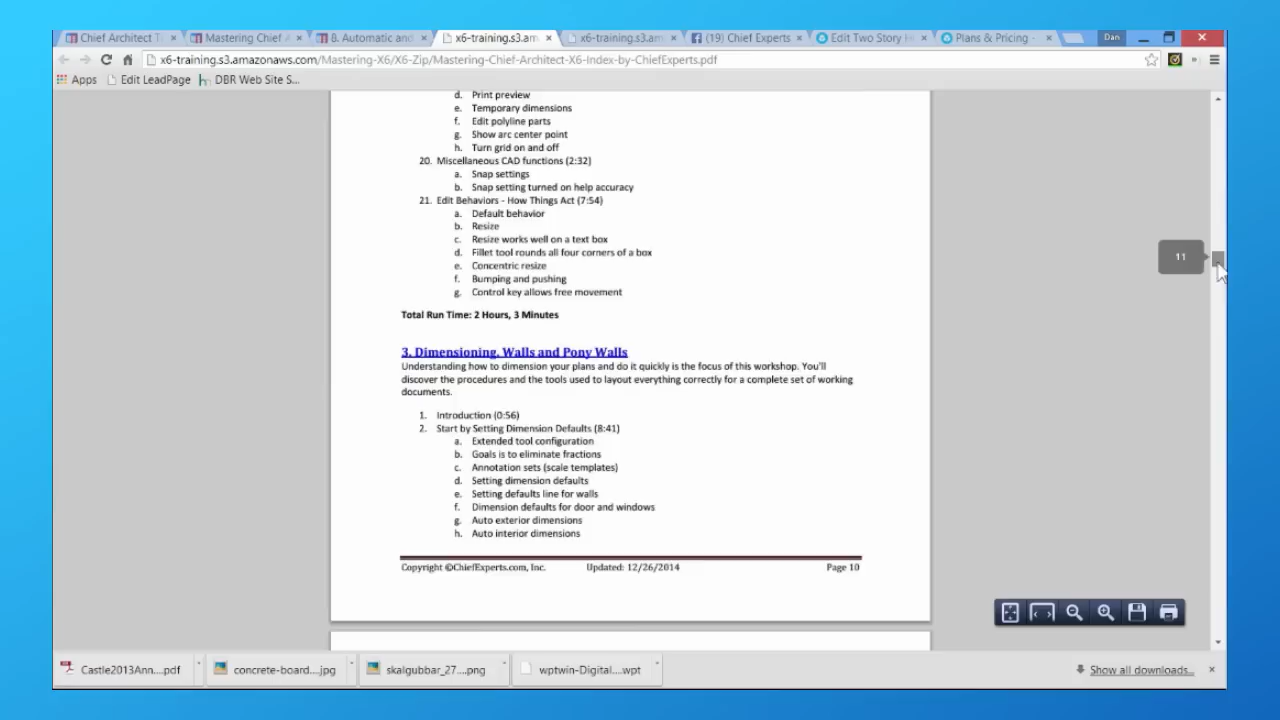 Chief Architect T
Mastering Chief A
8. Automatic and
x6-training.s3.am
x6-training.s3.am
(19) Chief Experts
Edit Two Story H
Plans & Pricing -
Dan
x6-training.s3.amazonaws.com/Mastering-X6/X6-Zip/Mastering-Chief-Architect-X6-Index-by-ChiefExperts.pdf
Apps
Edit LeadPage
DBR Web Site S...
d. Print preview
e. Temporary dimensions
f. Edit polyline parts
g. Show arc center point
h. Turn grid on and off
20. Miscellaneous CAD functions (2:32)
a. Snap settings
b. Snap setting turned on help accuracy
21. Edit Behaviors - How Things Act (7:54)
a. Default behavior
b. Resize
c. Resize works well on a text box
d. Fillet tool rounds all four corners of a box
e. Concentric resize
f. Bumping and pushing
g. Control key allows free movement
11
Total Run Time: 2 Hours, 3 Minutes
3. Dimensioning, Walls and Pony Walls
Understanding how to dimension your plans and do it quickly is the focus of this workshop. You'll
discover the procedures and the tools used to layout everything correctly for a complete set of working
documents.
1. Introduction (0:56)
2. Start by Setting Dimension Defaults (8:41)
a. Extended tool configuration
b. Goals is to eliminate fractions
c. Annotation sets (scale templates)
d. Setting dimension defaults
e. Setting defaults line for walls
f. Dimension defaults for door and windows
g. Auto exterior dimensions
h. Auto interior dimensions
Copyright ©ChiefExperts.com, Inc. Updated: 12/26/2014 Page 10
Castle2013Ann....pdf
concrete-board....jpg
skalgubbar_27....png
wptwin-Digital....wpt
Show all downloads...